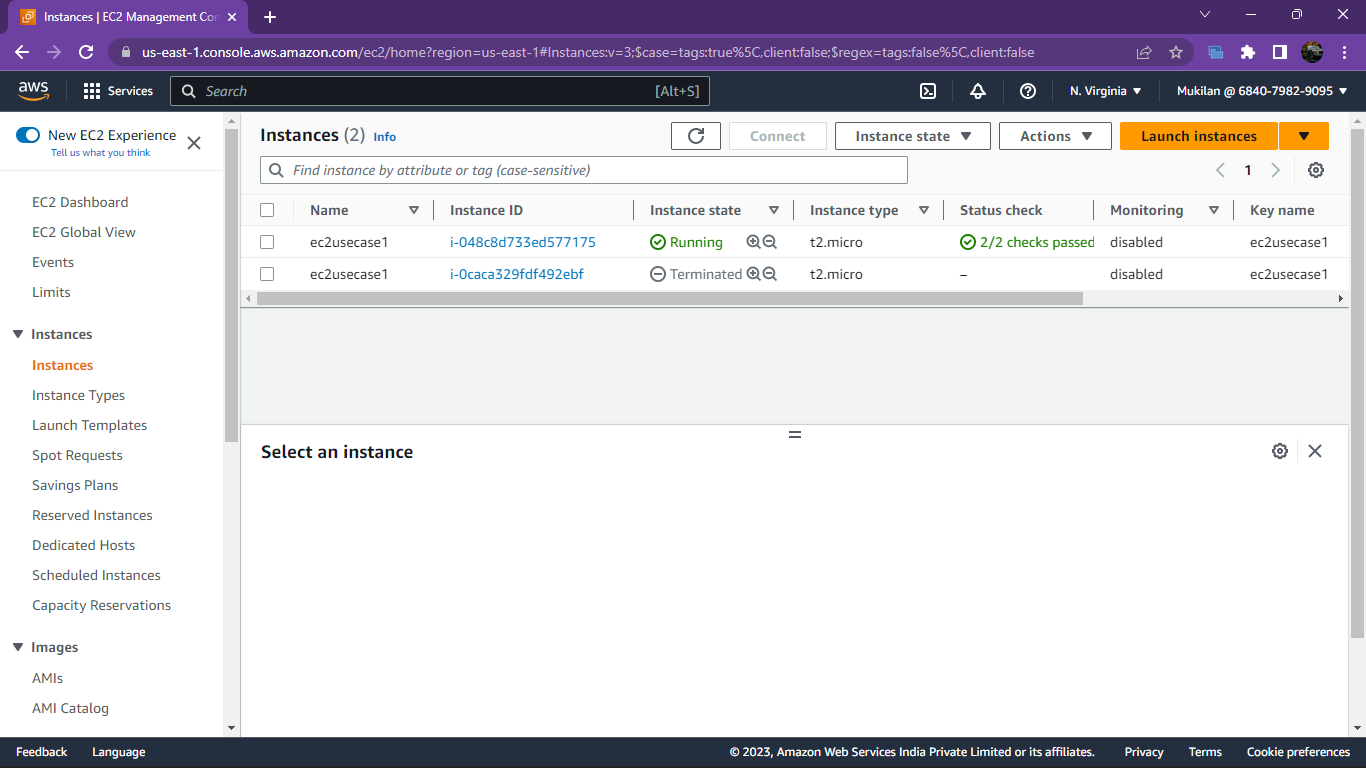 Instances | EC2 Management Con
us-east-1.console.aws.amazon.com/ec2/home?region=us-east-1#Instances:v=3;$case=tags:true%5C,client:false;$regex=tags:false%5C,client:false
aws Services Search [Alt+S] N. Virginia Mukilan @ 6840-7982-9095
New EC2 Experience
Tell us what you think
EC2 Dashboard
EC2 Global View
Events
Limits
Instances
Instances
Instance Types
Launch Templates
Spot Requests
Savings Plans
Reserved Instances
Dedicated Hosts
Scheduled Instances
Capacity Reservations
Images
AMIs
AMI Catalog
Instances (2) Info Connect Instance state Actions Launch instances
Find instance by attribute or tag (case-sensitive) 1
Name Instance ID Instance state Instance type Status check Monitoring Key name
ec2usecase1 i-048c8d733ed577175 Running t2.micro 2/2 checks passed disabled ec2usecase1
ec2usecase1 i-0caca329fdf492ebf Terminated t2.micro – disabled ec2usecase1
Select an instance
Feedback Language © 2023, Amazon Web Services India Private Limited or its affiliates. Privacy Terms Cookie preferences